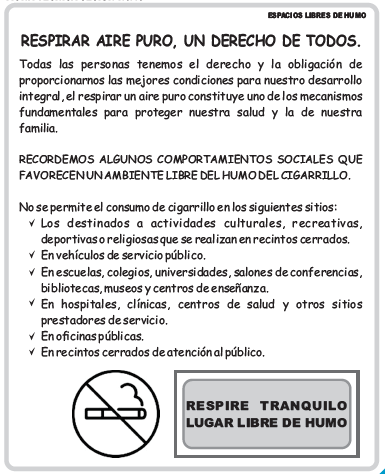 ESPACIOS LIBRES DE HUMO
RESPIRAR AIRE PURO, UN DERECHO DE TODOS.
Todas las personas tenemos el derecho y la obligación de
proporcionarnos las mejores condiciones para nuestro desarrollo
integral, el respirar un aire puro constituye uno de los mecanismos
fundamentales para proteger nuestra salud y la de nuestra
familia.
RECORDEMOS ALGUNOS COMPORTAMIENTOS SOCIALES QUE
FAVORECEN UN AMBIENTE LIBRE DEL HUMO DEL CIGARRILLO.
No se permite el consumo de cigarrillo en los siguientes sitios:
✓ Los destinados a actividades culturales, recreativas,
deportivas o religiosas que se realizan en recintos cerrados.
✓ En vehículos de servicio público.
✓ En escuelas, colegios, universidades, salones de conferencias,
bibliotecas, museos y centros de enseñanza.
✓ En hospitales, clínicas, centros de salud y otros sitios
prestadores de servicio.
✓ En oficinas públicas.
✓ En recintos cerrados de atención al público.
RESPIRE TRANQUILO
LUGAR LIBRE DE HUMO